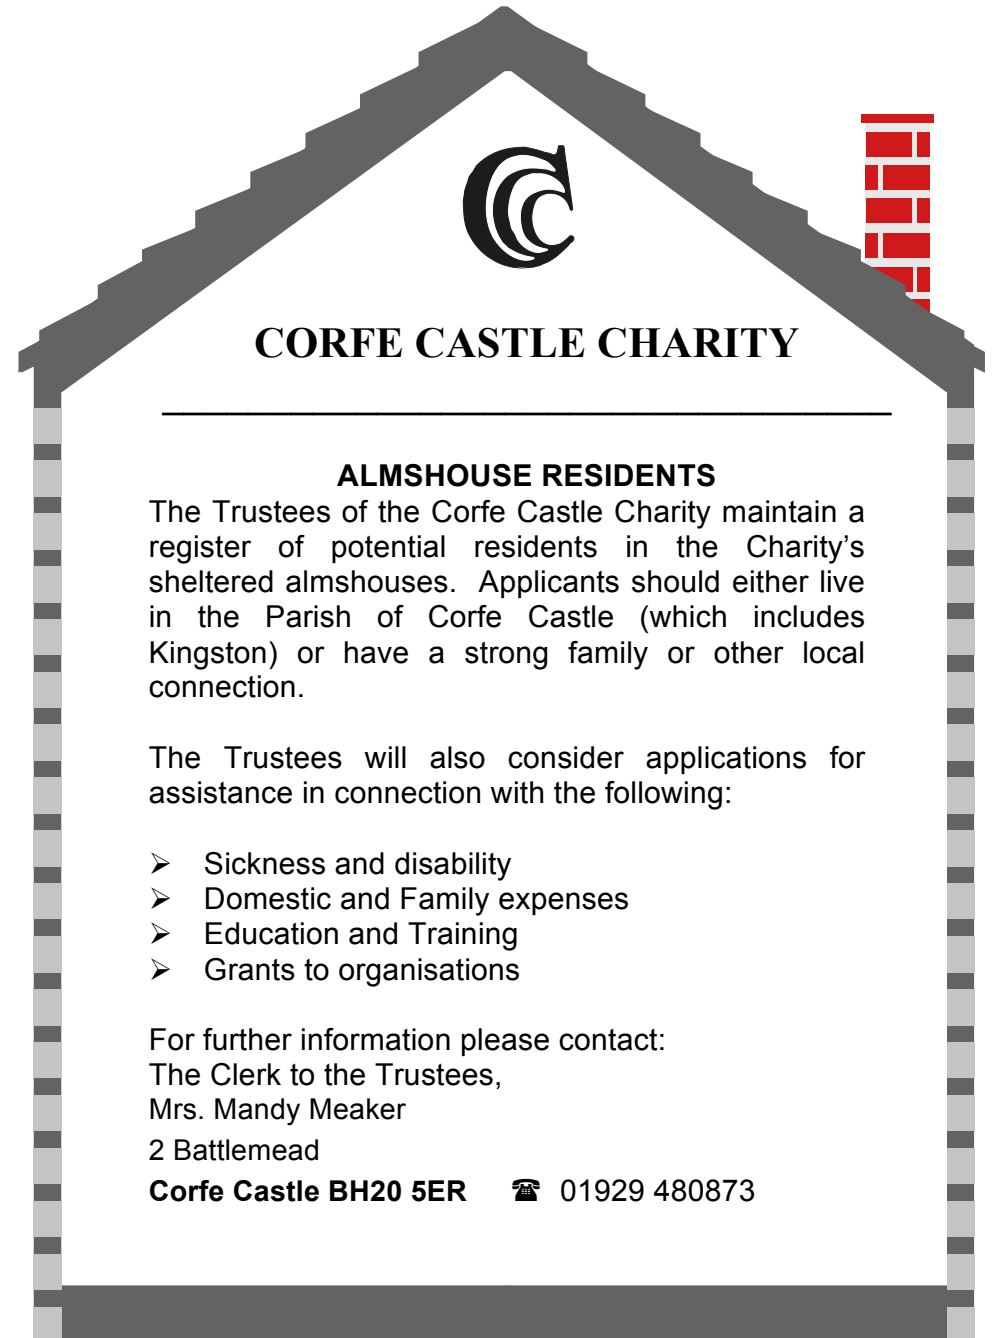 CCC
CORFE CASTLE CHARITY
ALMSHOUSE RESIDENTS
The Trustees of the Corfe Castle Charity maintain a
register of potential residents in the Charity’s
sheltered almshouses. Applicants should either live
in the Parish of Corfe Castle (which includes
Kingston) or have a strong family or other local
connection.
The Trustees will also consider applications for
assistance in connection with the following:
➢ Sickness and disability
➢ Domestic and Family expenses
➢ Education and Training
➢ Grants to organisations
For further information please contact:
The Clerk to the Trustees,
Mrs. Mandy Meaker
2 Battlemead
Corfe Castle BH20 5ER ☎ 01929 480873